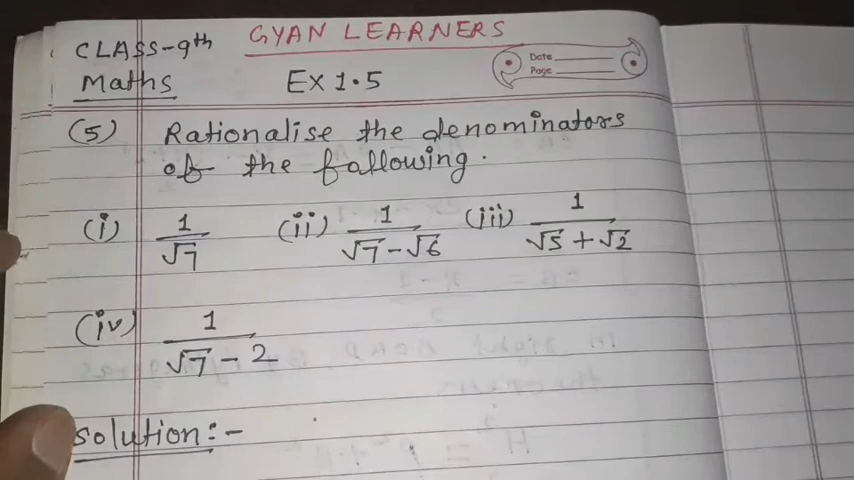 CLASS-9th GYAN LEARNERS
Date
Page
Maths Ex 1.5
(5) Rationalise the denominators
of the fallowing.
(i) 1/√7 (ii) 1/(√7-√6) (iii) 1/(√5+√2)
(iv) 1/(√7-2)
Solution:-